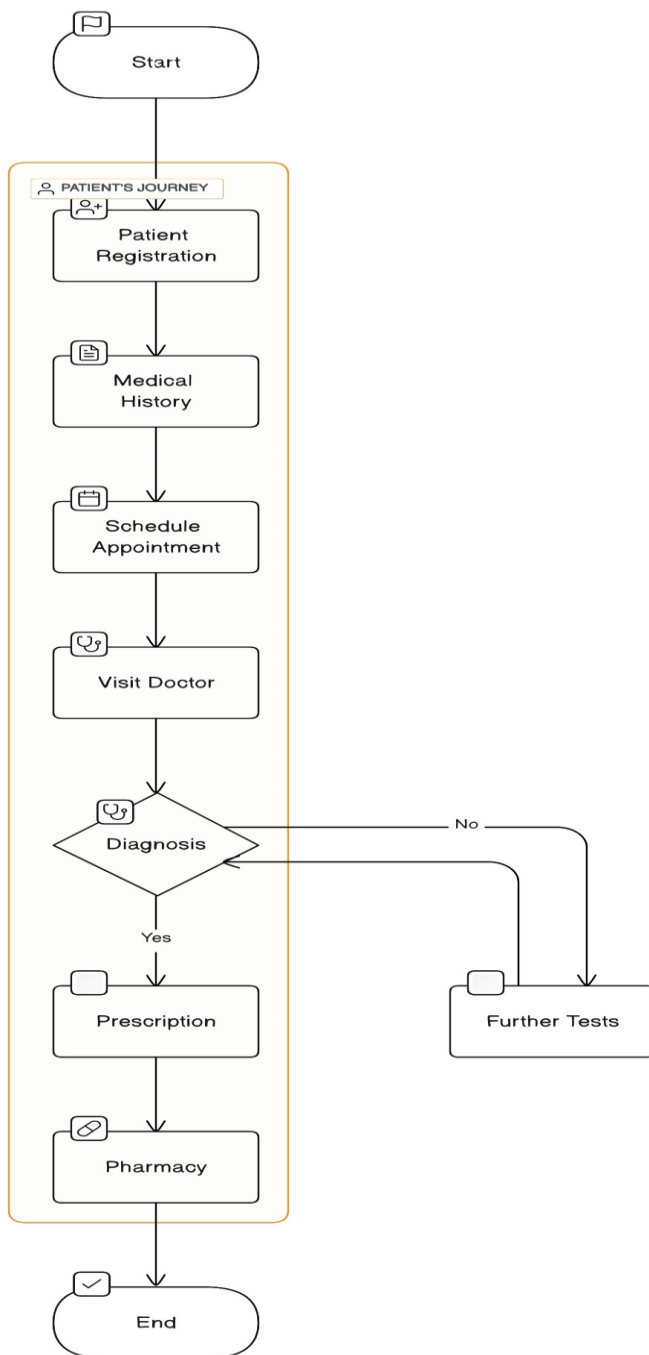 Start
PATIENT'S JOURNEY
Patient
Registration
Medical
History
Schedule
Appointment
Visit Doctor
No
Diagnosis
Yes
Prescription
Further Tests
Pharmacy
End